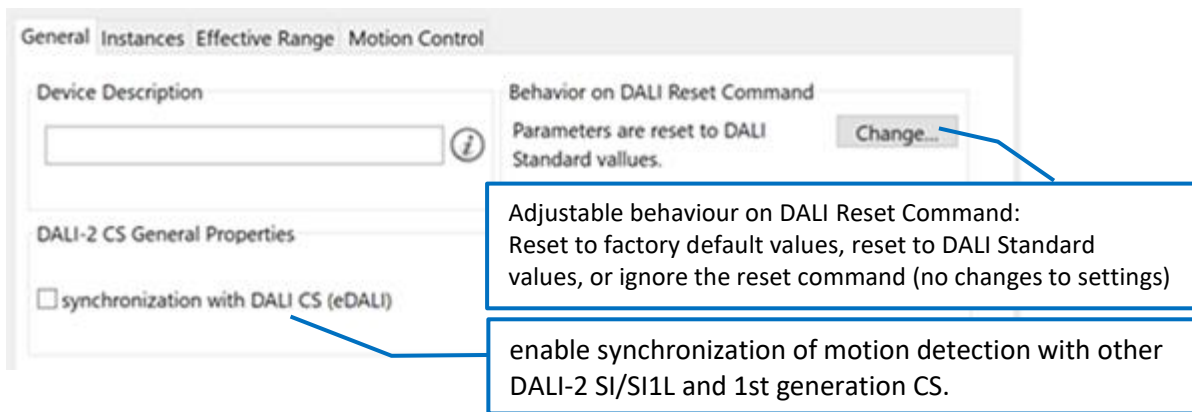 General Instances Effective Range Motion Control
Device Description
Behavior on DALI Reset Command
Parameters are reset to DALI
Standard vallues.
Change...
Adjustable behaviour on DALI Reset Command:
Reset to factory default values, reset to DALI Standard
values, or ignore the reset command (no changes to settings)
DALI-2 CS General Properties
synchronization with DALI CS (eDALI)
enable synchronization of motion detection with other
DALI-2 SI/SI1L and 1st generation CS.